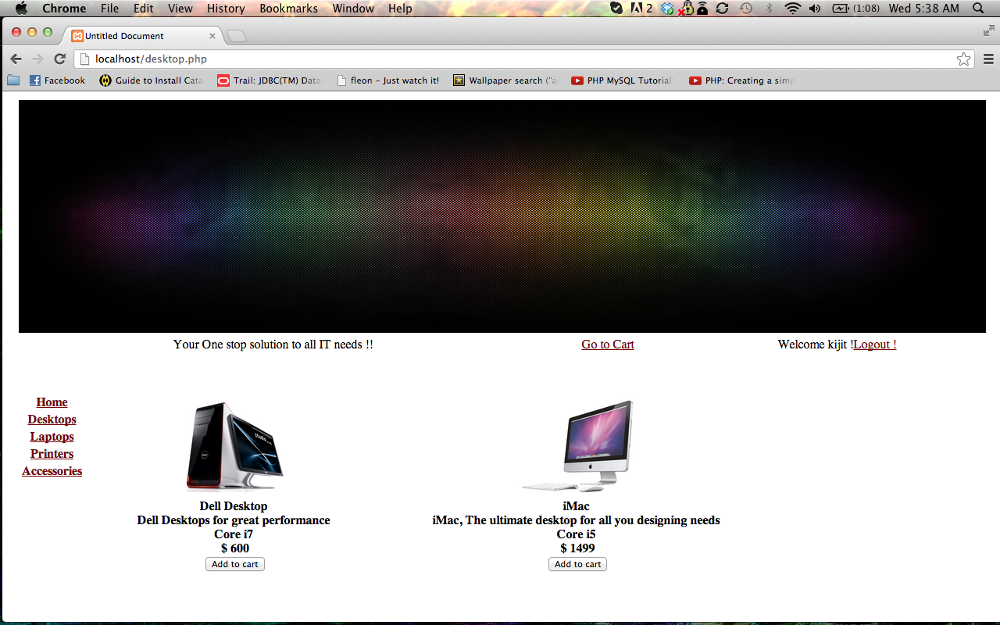 Chrome File Edit View History Bookmarks Window Help 2 (1:08) Wed 5:38 AM
Untitled Document
localhost/desktop.php
Facebook Guide to Install Cata Trail: JDBC(TM) Data fleon – Just watch it! Wallpaper search ("a PHP MySQL Tutorial PHP: Creating a simp
Your One stop solution to all IT needs !! Go to Cart Welcome kijit !Logout !
Home
Desktops
Laptops
Printers
Accessories
studio
Dell Desktop
Dell Desktops for great performance
Core i7
$ 600
Add to cart
iMac
iMac, The ultimate desktop for all you designing needs
Core i5
$ 1499
Add to cart